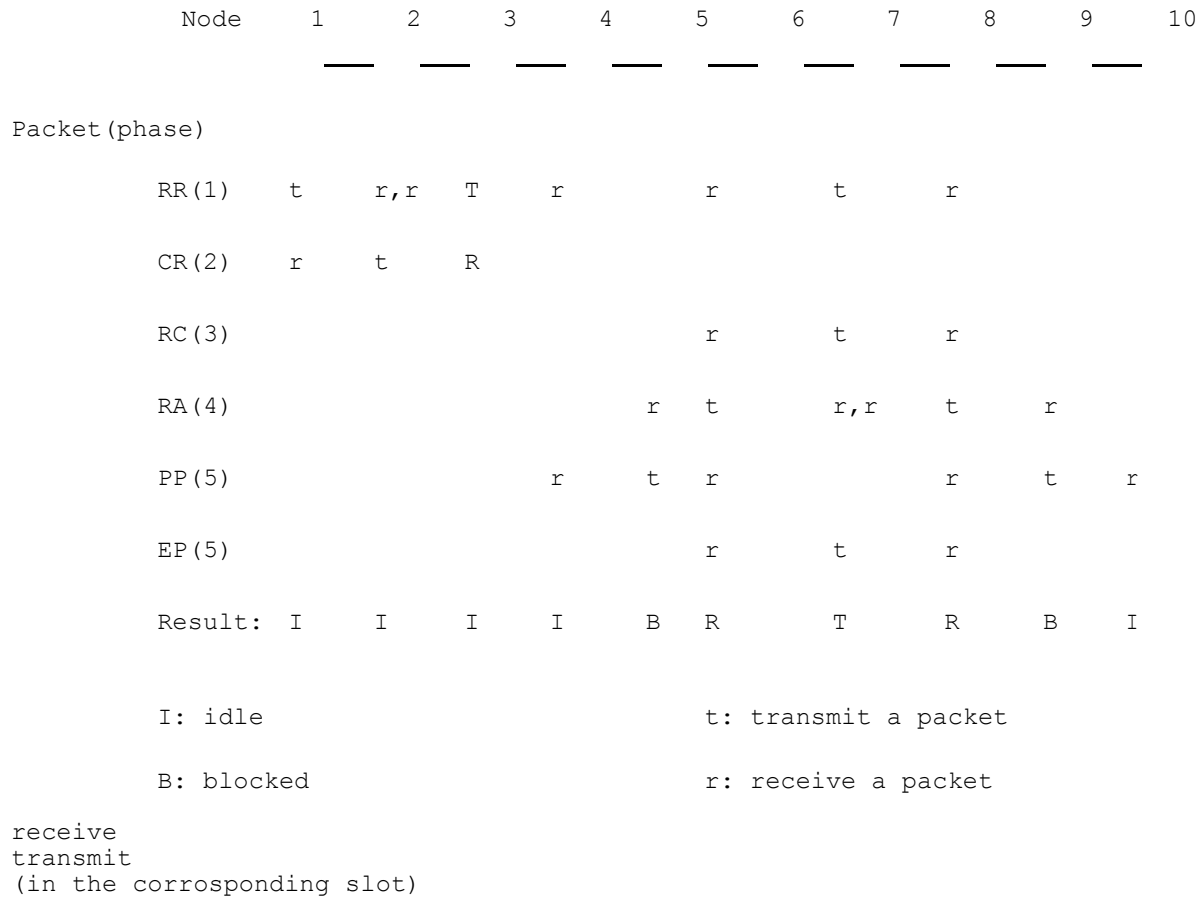 Node 1 2 3 4 5 6 7 8 9 10
Packet(phase)
RR(1) t r,r T r r t r
CR(2) r t R
RC(3) r t r
RA(4) r t r,r t r
PP(5) r t r r t r
EP(5) r t r
Result: I I I I B R T R B I
I: idle t: transmit a packet
B: blocked r: receive a packet
receive
transmit
(in the corrosponding slot)